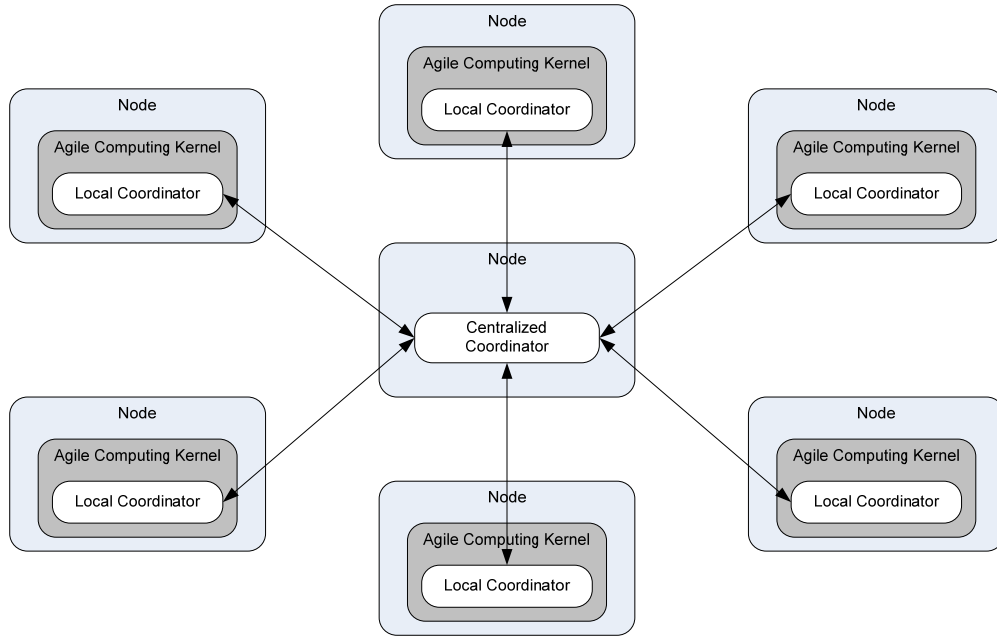 Node
Agile Computing Kernel
Local Coordinator
Node
Agile Computing Kernel
Local Coordinator
Node
Agile Computing Kernel
Local Coordinator
Node
Centralized
Coordinator
Node
Agile Computing Kernel
Local Coordinator
Node
Agile Computing Kernel
Local Coordinator
Node
Agile Computing Kernel
Local Coordinator